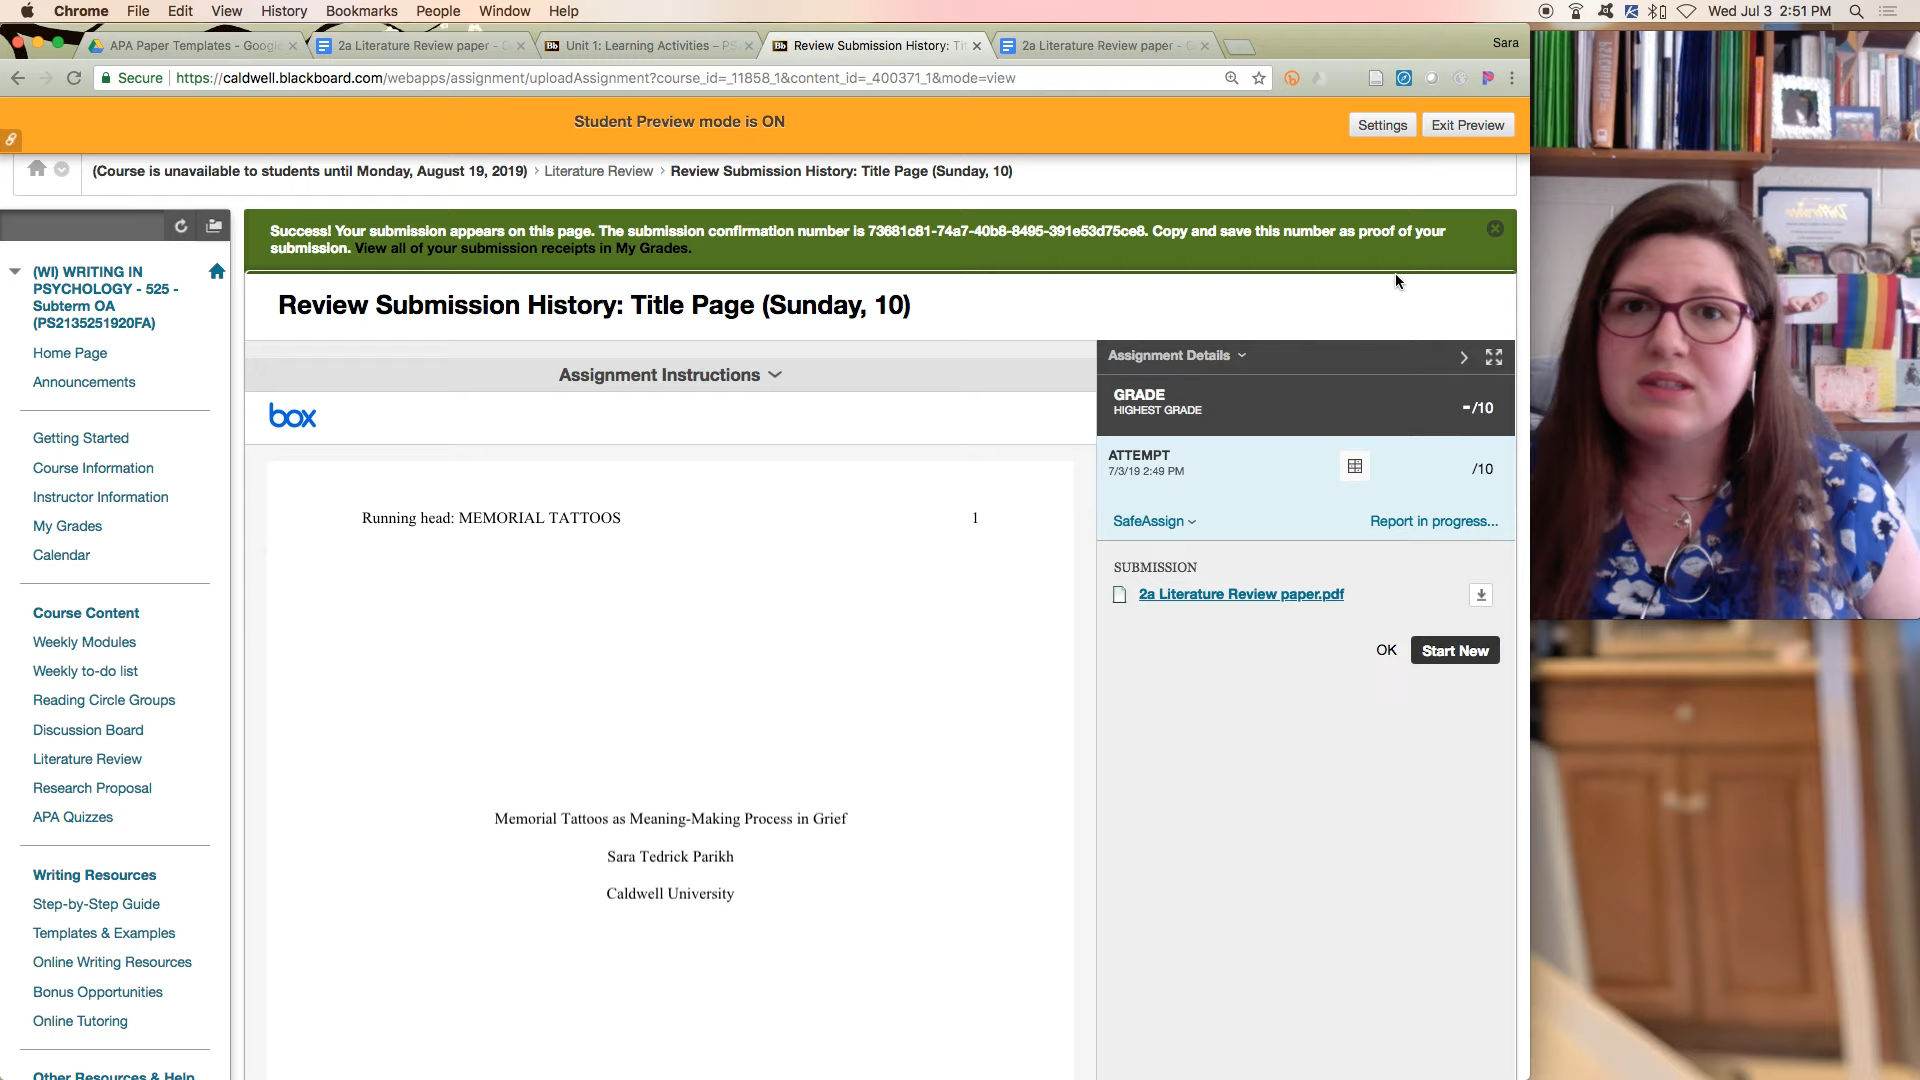 Chrome File Edit View History Bookmarks People Window Help
Wed Jul 3 2:51 PM
APA Paper Templates - Google
2a Literature Review paper - G
Bb Unit 1: Learning Activities – PS
Bb Review Submission History: Tit
2a Literature Review paper - G
Sara
Secure https://caldwell.blackboard.com/webapps/assignment/uploadAssignment?course_id=_11858_1&content_id=_400371_1&mode=view
Student Preview mode is ON
Settings
Exit Preview
(Course is unavailable to students until Monday, August 19, 2019) > Literature Review > Review Submission History: Title Page (Sunday, 10)
Success! Your submission appears on this page. The submission confirmation number is 73681c81-74a7-40b8-8495-391e53d75ce8. Copy and save this number as proof of your
submission. View all of your submission receipts in My Grades.
(WI) WRITING IN
PSYCHOLOGY - 525 -
Subterm OA
(PS2135251920FA)
Home Page
Announcements
Getting Started
Course Information
Instructor Information
My Grades
Calendar
Course Content
Weekly Modules
Weekly to-do list
Reading Circle Groups
Discussion Board
Literature Review
Research Proposal
APA Quizzes
Writing Resources
Step-by-Step Guide
Templates & Examples
Online Writing Resources
Bonus Opportunities
Online Tutoring
Other Resources & Help
Review Submission History: Title Page (Sunday, 10)
Assignment Instructions
box
Running head: MEMORIAL TATTOOS 1
Memorial Tattoos as Meaning-Making Process in Grief
Sara Tedrick Parikh
Caldwell University
Assignment Details
GRADE
HIGHEST GRADE
-/10
ATTEMPT
7/3/19 2:49 PM
/10
SafeAssign
Report in progress...
SUBMISSION
2a Literature Review paper.pdf
OK
Start New